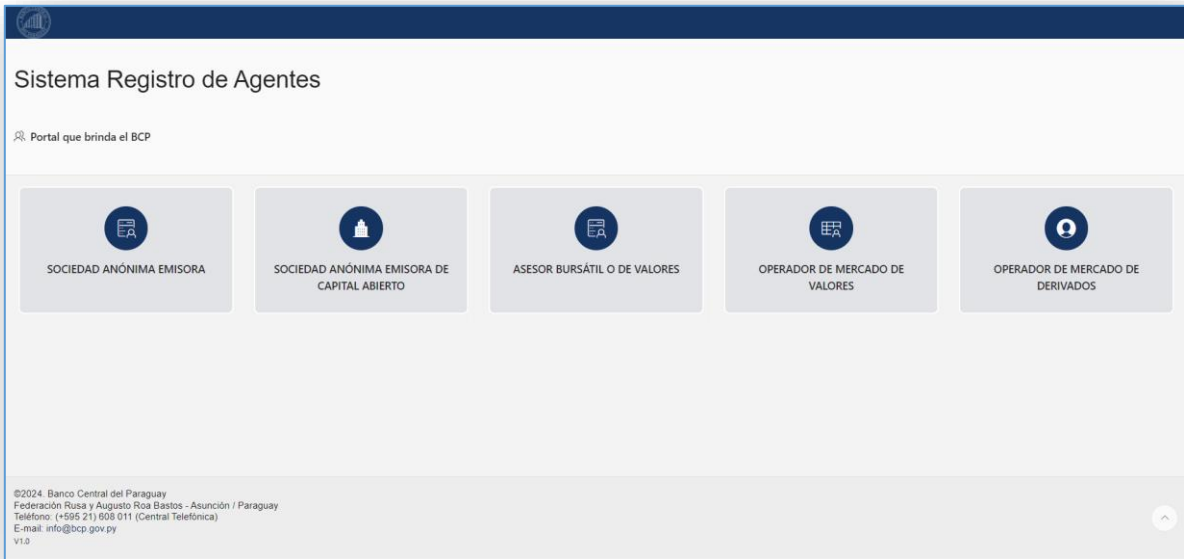 Sistema Registro de Agentes
Portal que brinda el BCP
SOCIEDAD ANÓNIMA EMISORA
SOCIEDAD ANÓNIMA EMISORA DE
CAPITAL ABIERTO
ASESOR BURSÁTIL O DE VALORES
OPERADOR DE MERCADO DE
VALORES
OPERADOR DE MERCADO DE
DERIVADOS
©2024. Banco Central del Paraguay
Federación Rusa y Augusto Roa Bastos - Asunción / Paraguay
Teléfono: (+595 21) 608 011 (Central Telefónica)
E-mail: info@bcp.gov.py
V1.0